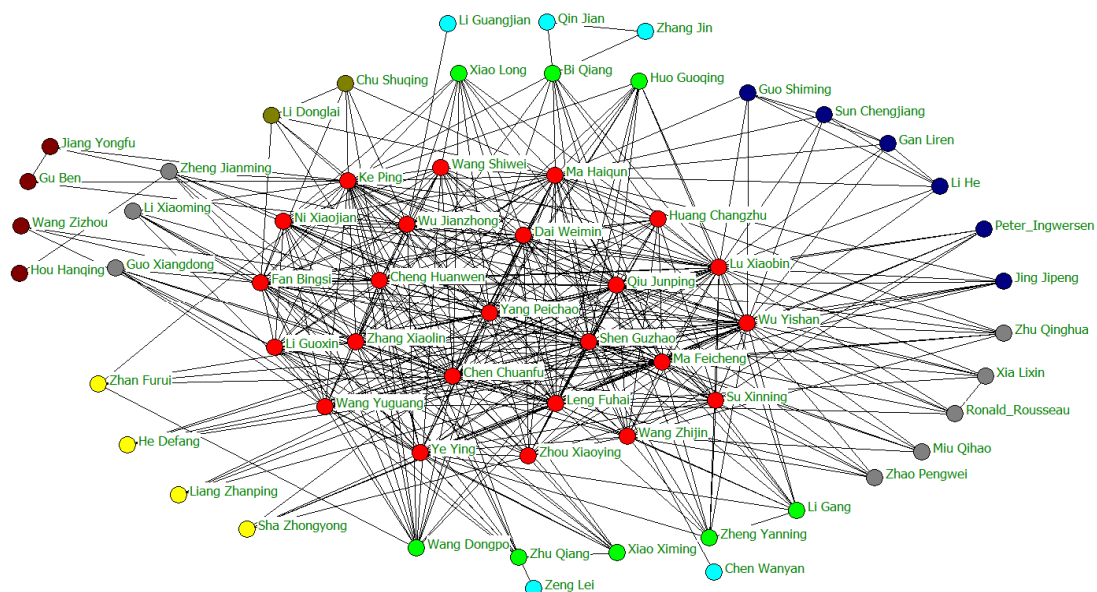 Li Guangjian
Qin Jian
Zhang Jin
Xiao Long
Bi Qiang
Huo Guoqing
Chu Shuqing
Guo Shiming
Li Donglai
Sun Chengjiang
Jiang Yongfu
Gan Liren
Zheng Jianming
Wang Shiwei
Ma Haiqun
Gu Ben
Ke Ping
Li He
Li Xiaoming
Ni Xiaojian
Wu Jianzhong
Huang Changzhu
Wang Zizhou
Dai Weimin
Peter_Ingwersen
Guo Xiangdong
Lu Xiaobin
Hou Hanqing
Fan Bingsi
Cheng Huanwen
Qiu Junping
Jing Jipeng
Yang Peichao
Wu Yishan
Zhu Qinghua
Li Guoxin
Zhang Xiaolin
Shen Guzhao
Ma Feicheng
Zhan Furui
Chen Chuanfu
Xia Lixin
Wang Yuguang
Leng Fuhai
Su Xinning
Ronald_Rousseau
He Defang
Wang Zhijin
Ye Ying
Zhou Xiaoying
Miu Qihao
Zhao Pengwei
Liang Zhanping
Li Gang
Sha Zhongyong
Zheng Yanning
Wang Dongpo
Zhu Qiang
Xiao Ximing
Chen Wanyan
Zeng Lei